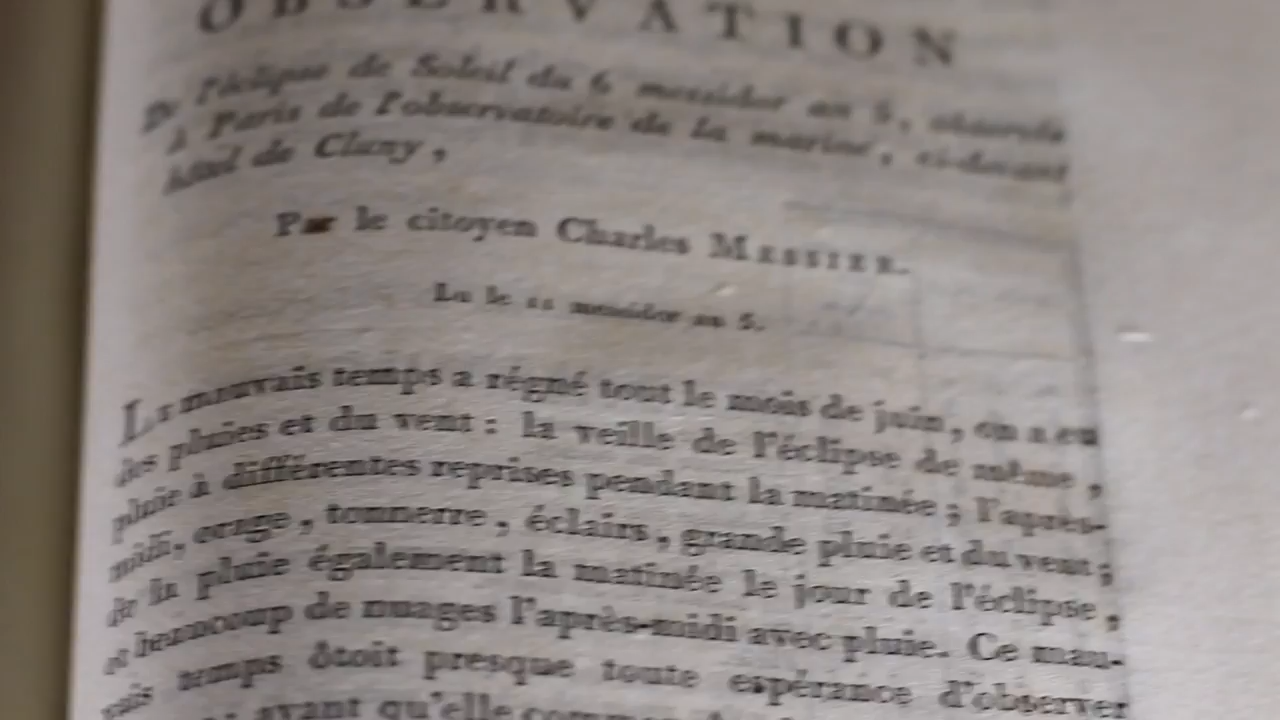 OBSERVATION
De l'éclipse de Soleil du 6 messidor an 5, observée
à Paris de l'observatoire de la marine, ci-devant
hôtel de Cluny,
Par le citoyen Charles MESSIER.
Lu le 11 messidor an 5.
Le mauvais temps a régné tout le mois de juin, on a eu
des pluies et du vent : la veille de l'éclipse de même,
pluie à différentes reprises pendant la matinée ; l'après-
midi, orage, tonnerre, éclairs, grande pluie et du vent ;
de la pluie également la matinée le jour de l'éclipse,
et beaucoup de nuages l'après-midi avec pluie. Ce mau-
vais temps ôtoit presque toute espérance d'observer
avant qu'elle